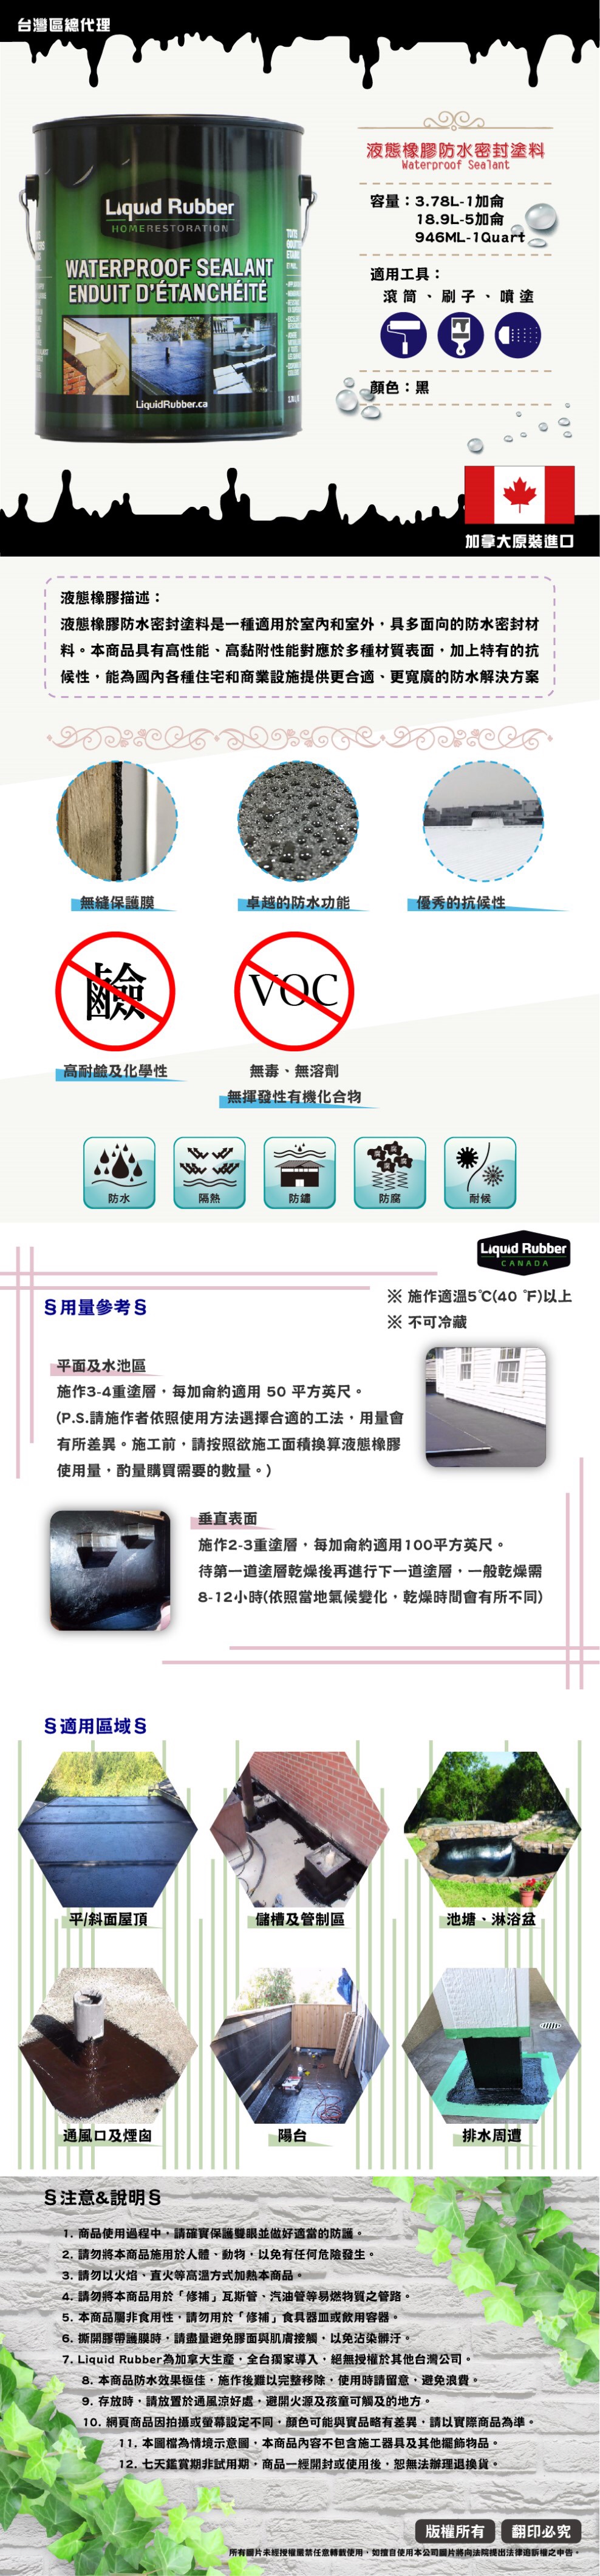 台灣區總代理
Liquid Rubber
HOMERESTORATION
WATERPROOF SEALANT
ENDUIT D'ÉTANCHÉITÉ
LiquidRubber.ca
液態橡膠防水密封塗料
Waterproof Sealant
容量：3.78L-1加侖
18.9L-5加侖
946ML-1Quart
適用工具：
滾筒、刷子、噴塗
顏色：黑
加拿大原裝進口
液態橡膠描述：
液態橡膠防水密封塗料是一種適用於室內和室外，具多面向的防水密封材
料。本商品具有高性能、高黏附性能對應於多種材質表面，加上特有的抗
候性，能為國內各種住宅和商業設施提供更合適、更寬廣的防水解決方案
無縫保護膜
卓越的防水功能
優秀的抗候性
鹼
VOC
高耐鹼及化學性
無毒、無溶劑
無揮發性有機化合物
防水
隔熱
防鏽
防腐
耐候
Liquid Rubber
CANADA
§用量參考§
※ 施作適溫5℃(40 ℉)以上
※ 不可冷藏
平面及水池區
施作3-4重塗層，每加侖約適用 50 平方英尺。
(P.S.請施作者依照使用方法選擇合適的工法，用量會
有所差異。施工前，請按照欲施工面積換算液態橡膠
使用量，酌量購買需要的數量。)
垂直表面
施作2-3重塗層，每加侖約適用100平方英尺。
待第一道塗層乾燥後再進行下一道塗層，一般乾燥需
8-12小時(依照當地氣候變化，乾燥時間會有所不同)
§適用區域§
平/斜面屋頂
儲槽及管制區
池塘、淋浴盆
通風口及煙囪
陽台
排水周遭
§注意&說明§
1. 商品使用過程中，請確實保護雙眼並做好適當的防護。
2. 請勿將本商品施用於人體、動物，以免有任何危險發生。
3. 請勿以火焰、直火等高溫方式加熱本商品。
4. 請勿將本商品用於「修補」瓦斯管、汽油管等易燃物質之管路。
5. 本商品屬非食用性，請勿用於「修補」食具器皿或飲用容器。
6. 撕開膠帶護膜時，請盡量避免膠面與肌膚接觸，以免沾染髒汙。
7. Liquid Rubber為加拿大生產，全台獨家導入，絕無授權於其他台灣公司。
8. 本商品防水效果極佳，施作後難以完整移除，使用時請留意，避免浪費。
9. 存放時，請放置於通風涼好處，避開火源及孩童可觸及的地方。
10. 網頁商品因拍攝或螢幕設定不同，顏色可能與實品略有差異，請以實際商品為準。
11. 本圖檔為情境示意圖，本商品內容不包含施工器具及其他擺飾物品。
12. 七天鑑賞期非試用期，商品一經開封或使用後，恕無法辦理退換貨。
版權所有 翻印必究
所有圖片未經授權嚴禁任意轉載使用，如擅自使用本公司圖片將向法院提出法律追訴權之申告。